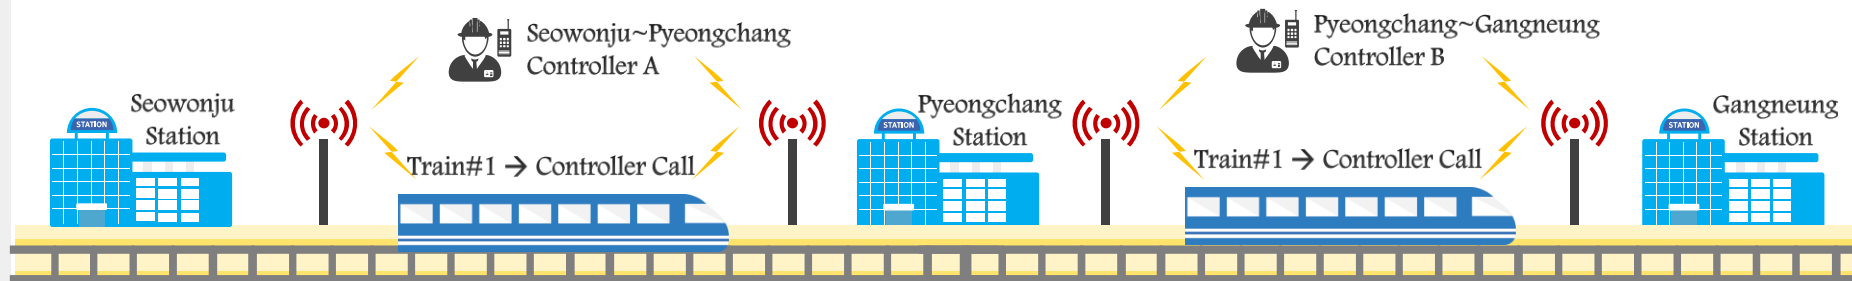 Seowonju~Pyeongchang
Controller A
Pyeongchang~Gangneung
Controller B
Seowonju
Station
STATION
Train#1 → Controller Call
Pyeongchang
Station
STATION
Train#1 → Controller Call
Gangneung
Station
STATION